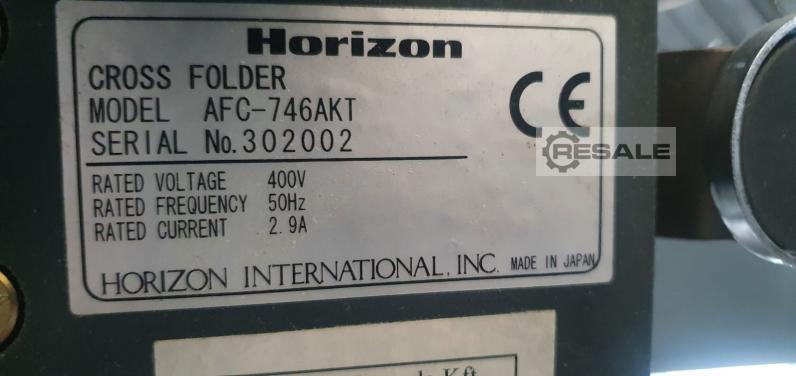 Horizon
CROSS FOLDER
MODEL AFC-746AKT
SERIAL No. 302002
CE
RESALE
RATED VOLTAGE 400V
RATED FREQUENCY 50Hz
RATED CURRENT 2.9A
HORIZON INTERNATIONAL, INC. MADE IN JAPAN
Kft